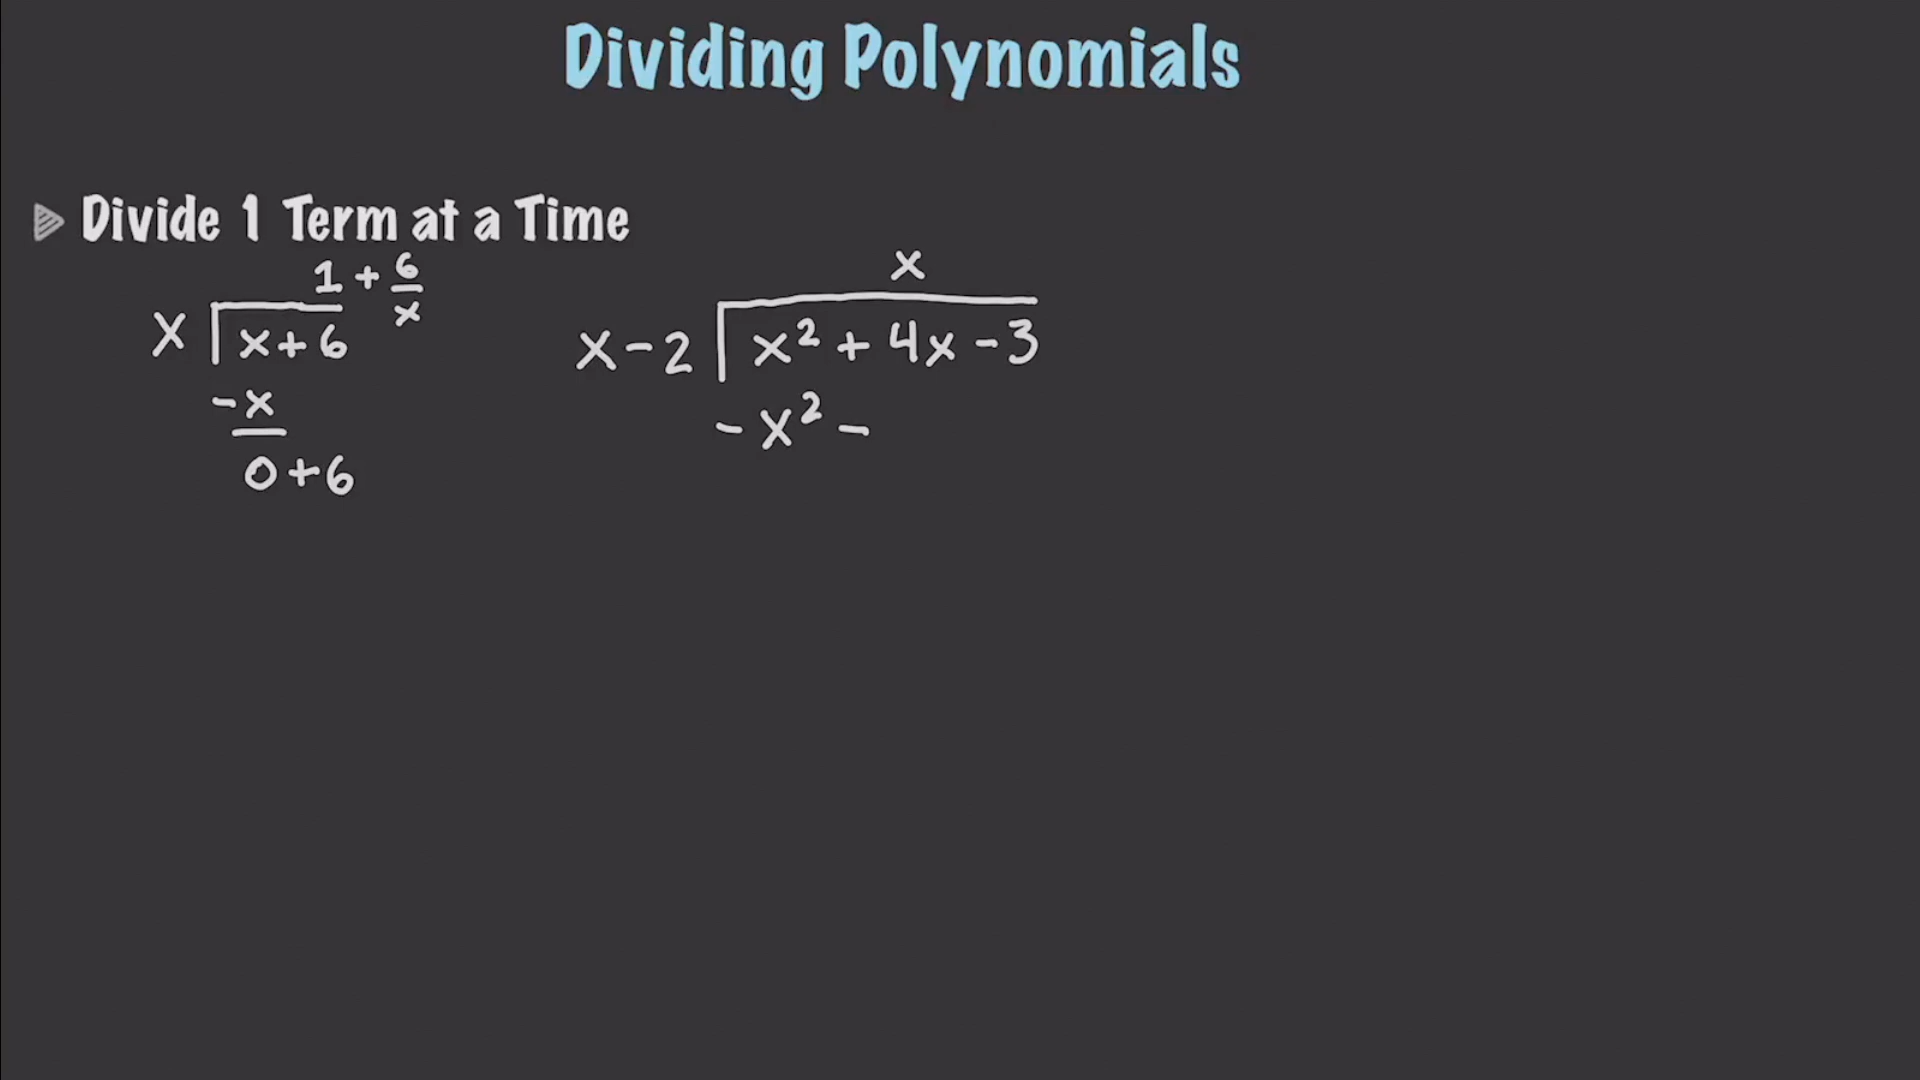 Dividing Polynomials
Divide 1 Term at a Time
1 + 6/x
x
x x + 6
x - 2 x² + 4x - 3
- x
- x² -
0 + 6